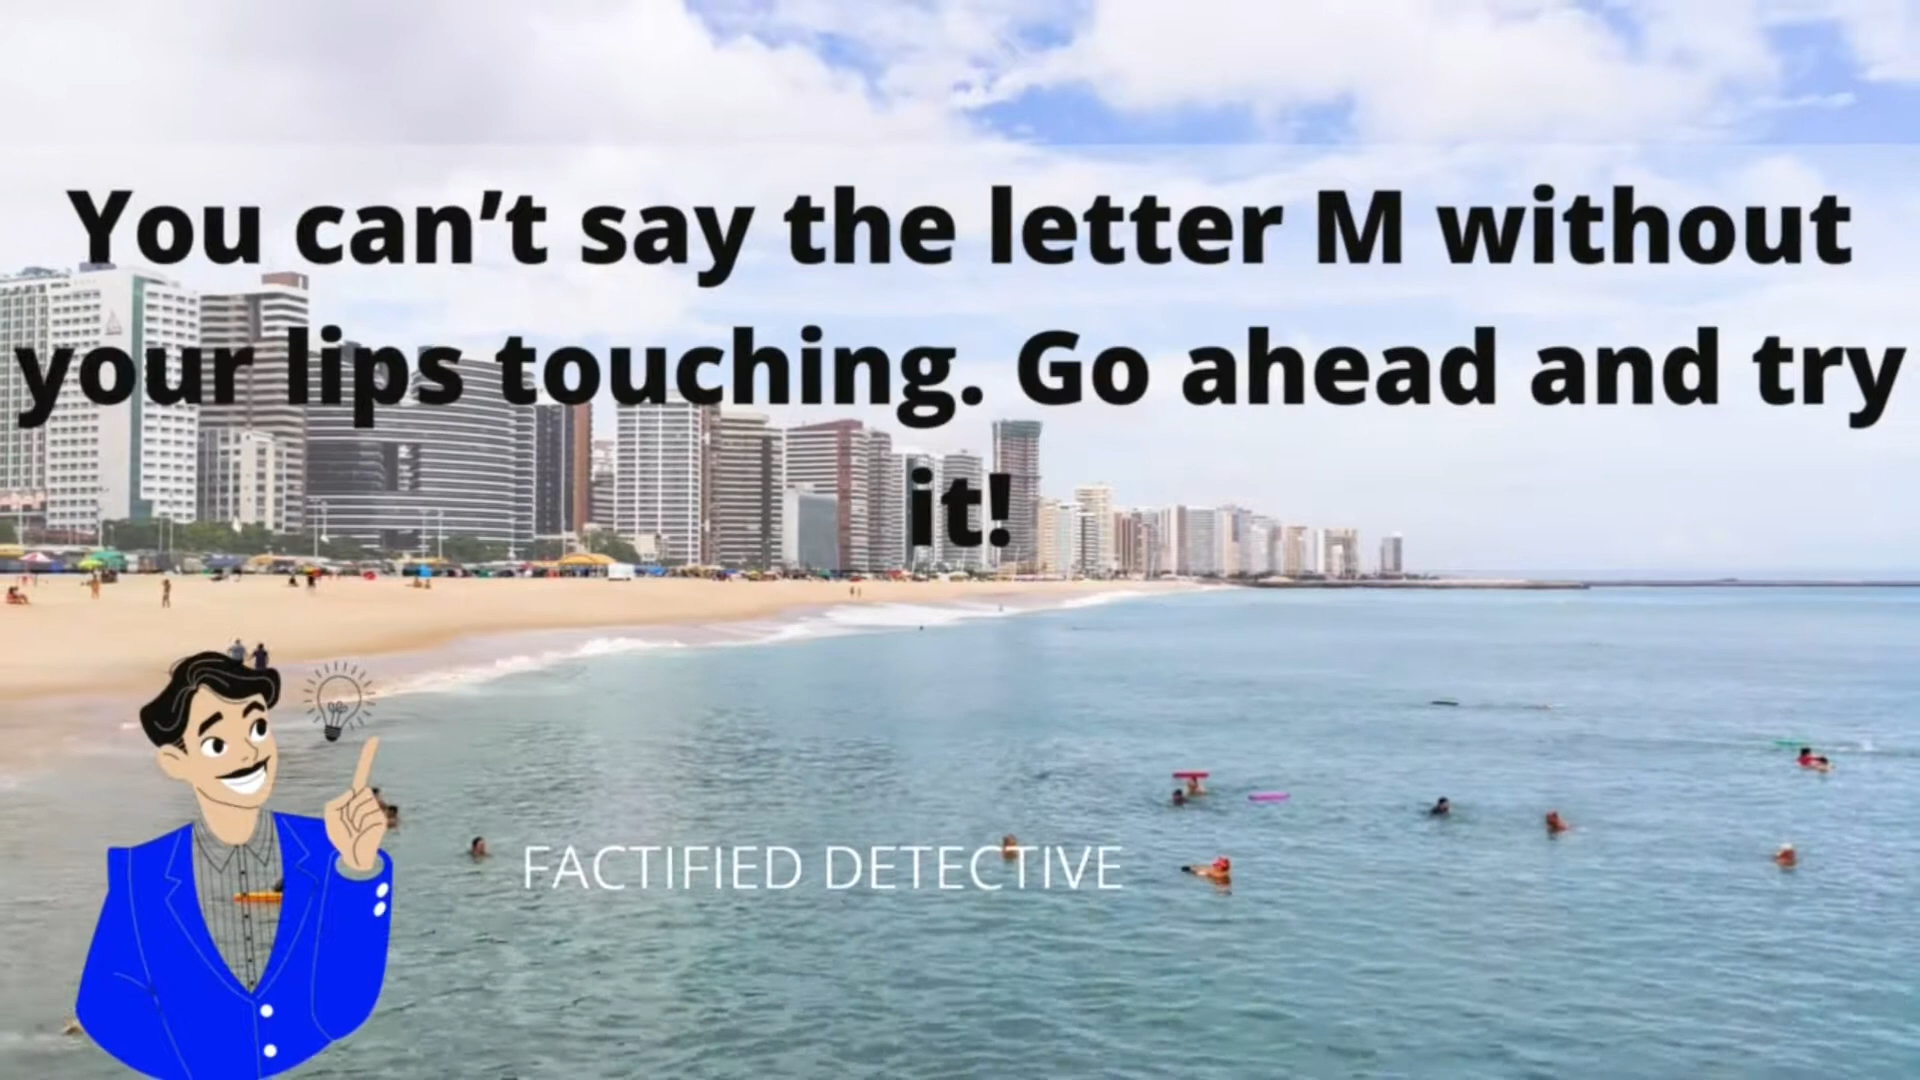 You can’t say the letter M without
your lips touching. Go ahead and try
it!
FACTIFIED DETECTIVE